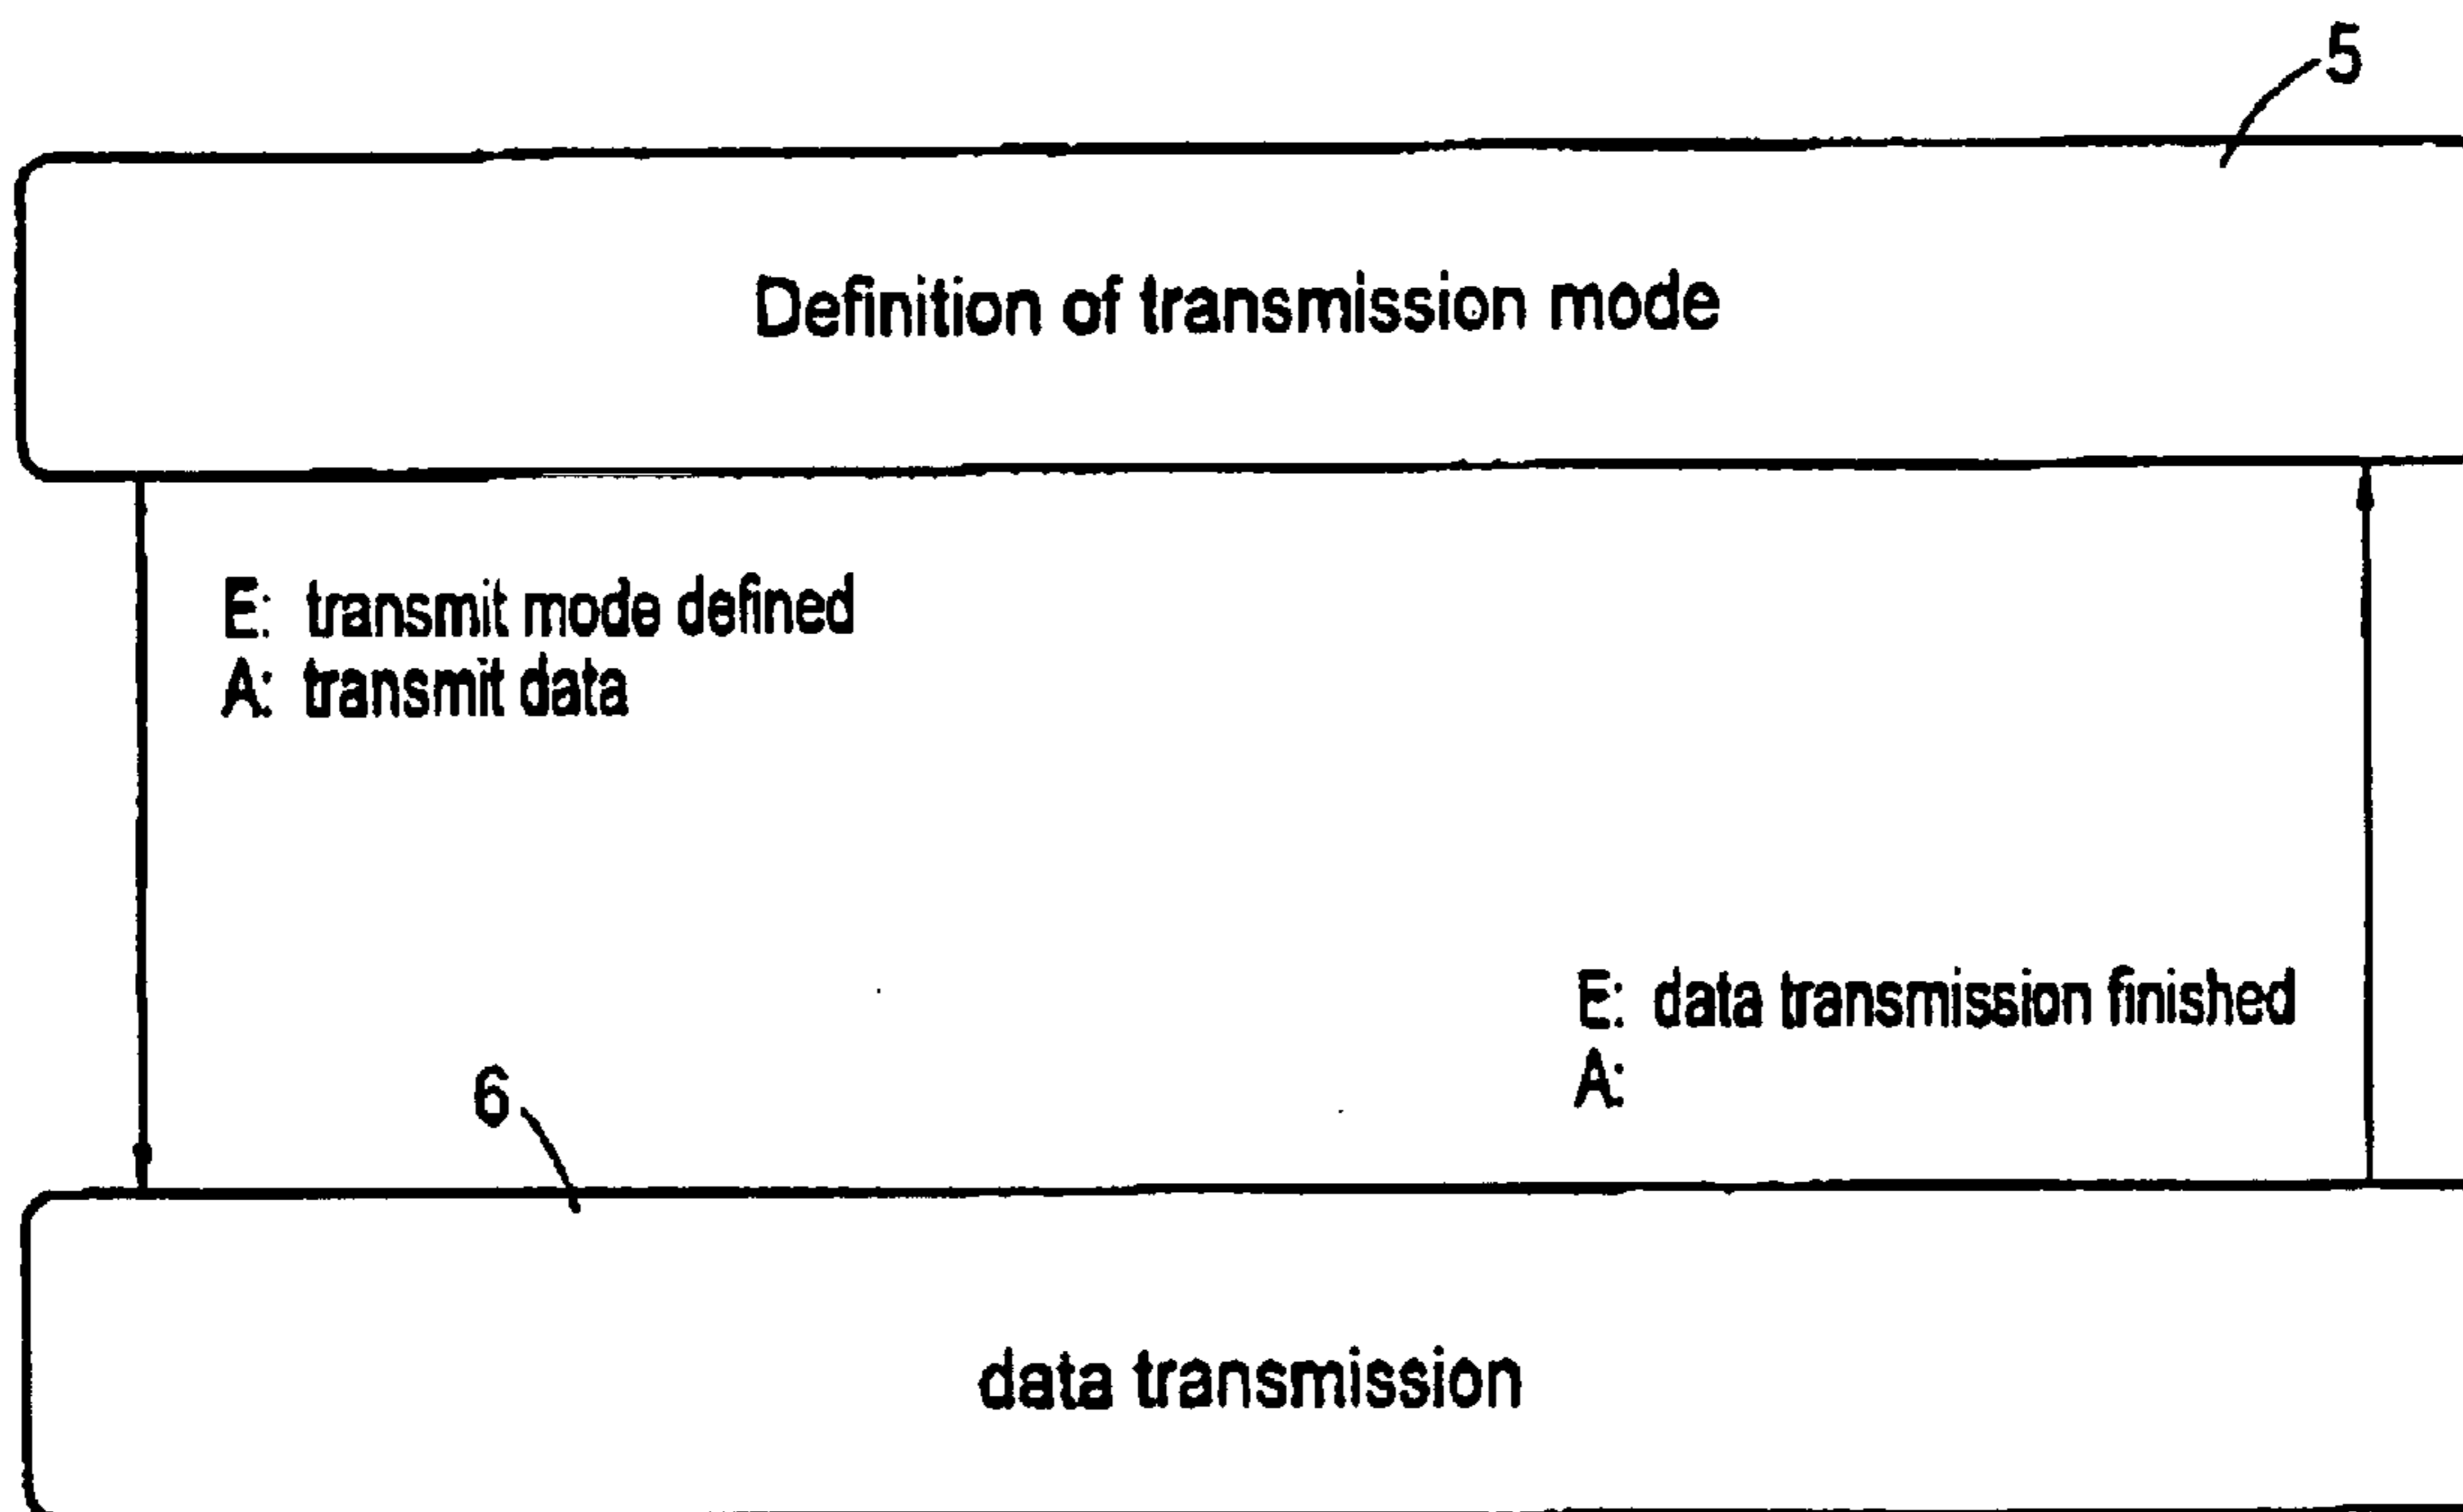 5
Definition of transmission mode
E: transmit mode defined
A: transmit data
E: data transmission finished
A:
6
data transmission